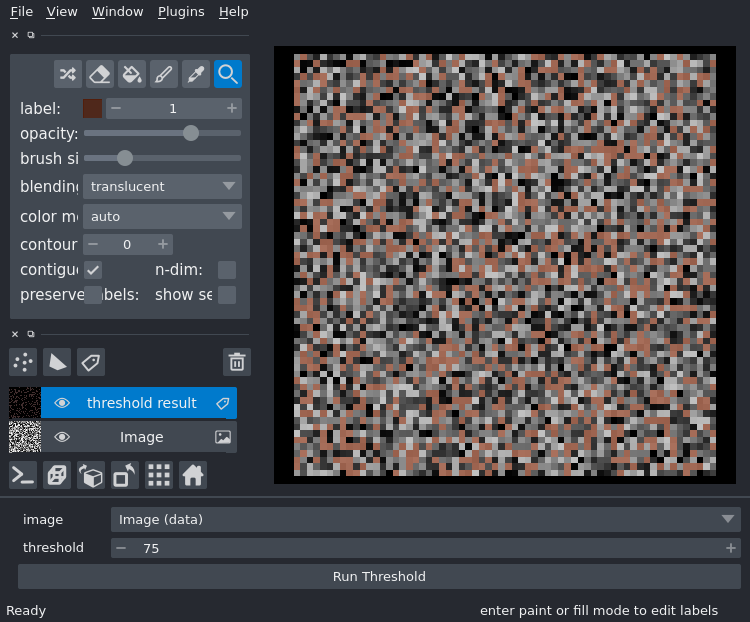 File View Window Plugins Help
label: 1
opacity:
brush si
blending translucent
color m auto
contour 0
contigu n-dim:
preserve abels: show se
threshold result
Image
image Image (data)
threshold 75
Run Threshold
Ready enter paint or fill mode to edit labels